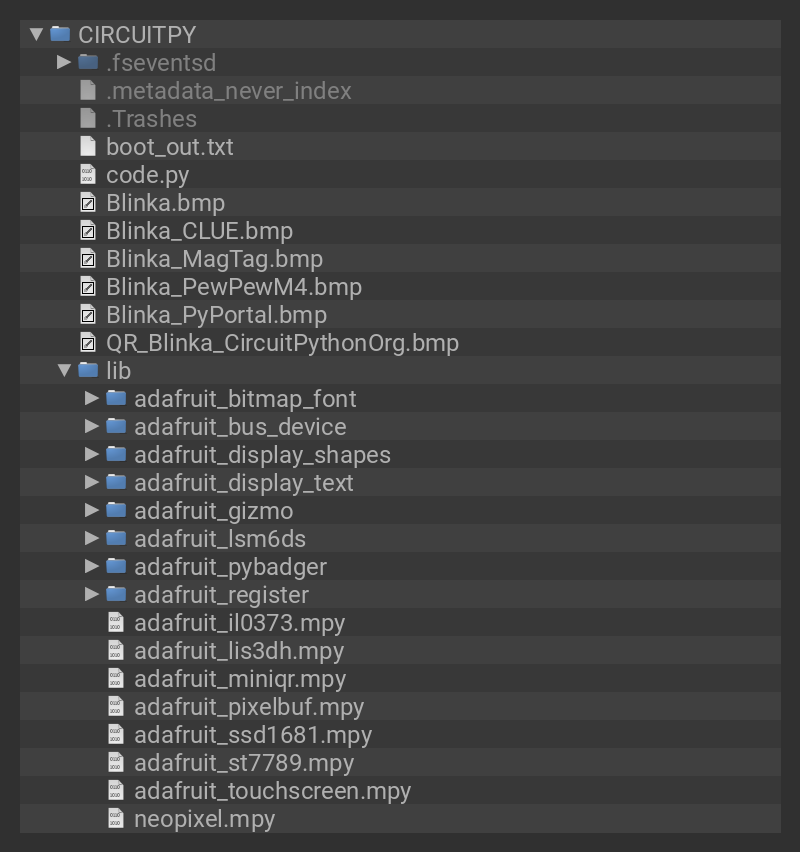 CIRCUITPY
.fseventsd
.metadata_never_index
.Trashes
boot_out.txt
code.py
Blinka.bmp
Blinka_CLUE.bmp
Blinka_MagTag.bmp
Blinka_PewPewM4.bmp
Blinka_PyPortal.bmp
QR_Blinka_CircuitPythonOrg.bmp
lib
adafruit_bitmap_font
adafruit_bus_device
adafruit_display_shapes
adafruit_display_text
adafruit_gizmo
adafruit_lsm6ds
adafruit_pybadger
adafruit_register
adafruit_il0373.mpy
adafruit_lis3dh.mpy
adafruit_miniqr.mpy
adafruit_pixelbuf.mpy
adafruit_ssd1681.mpy
adafruit_st7789.mpy
adafruit_touchscreen.mpy
neopixel.mpy